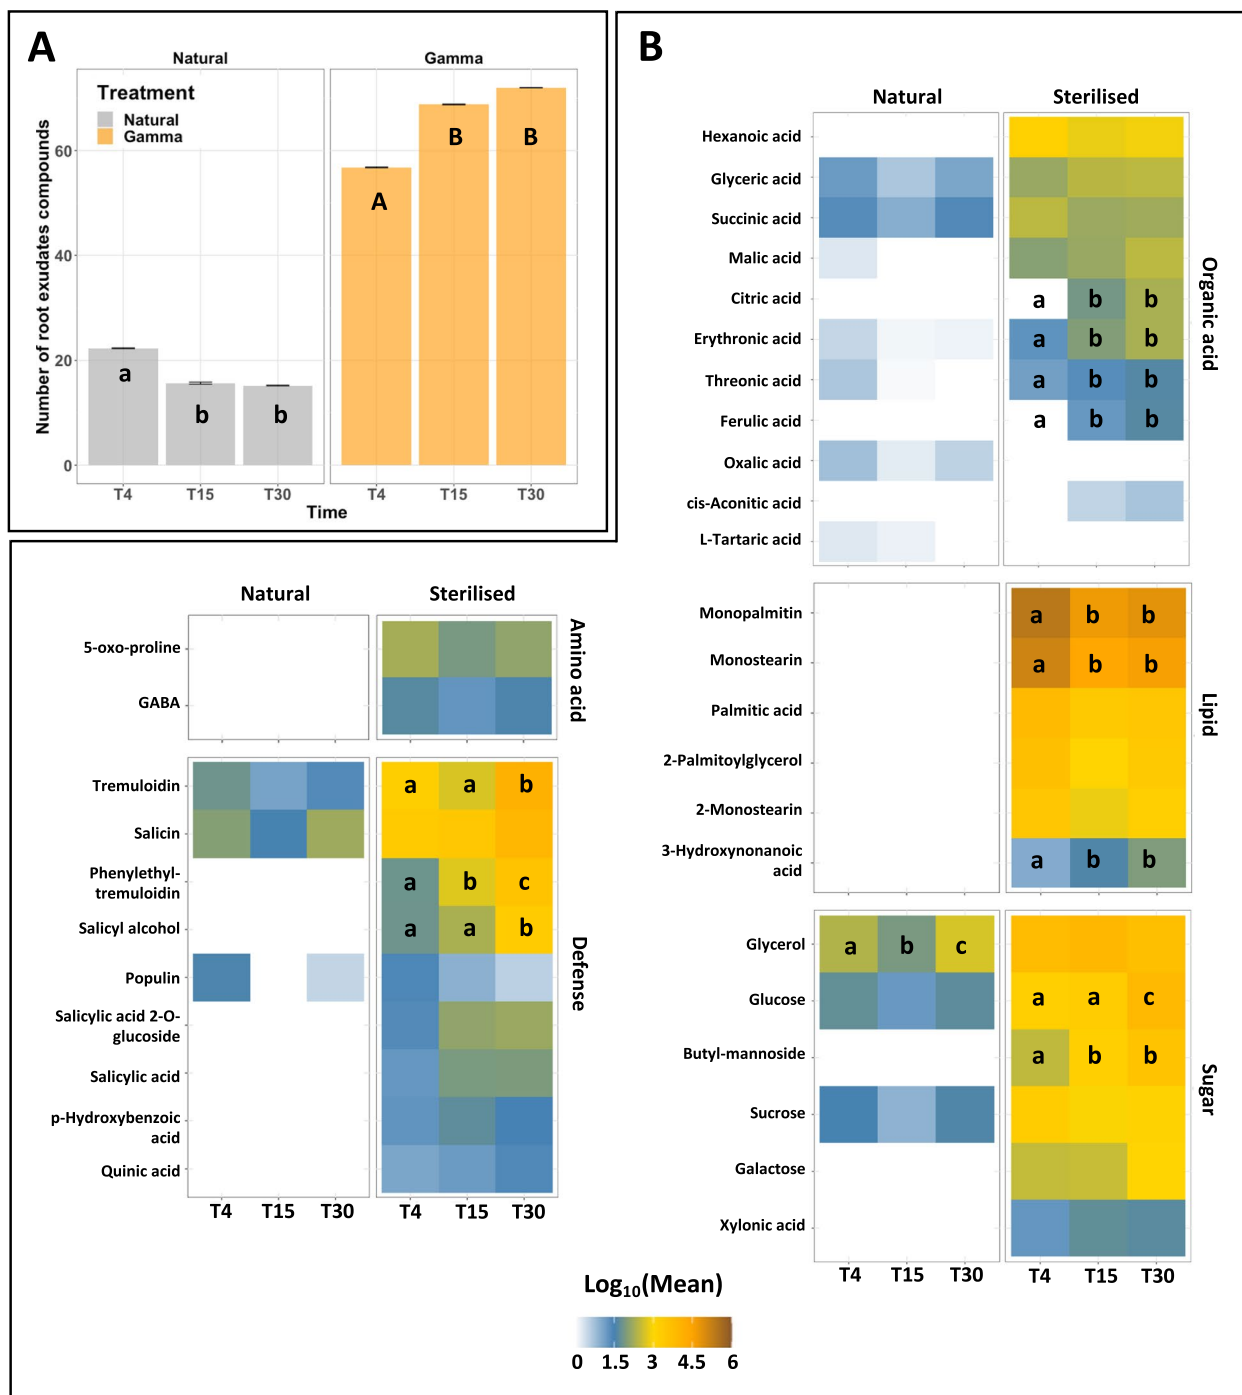 A
Natural
Gamma
Treatment
Natural
Gamma
Number of root exudates compounds
60
40
20
0
a
b
b
A
B
B
T4 T15 T30 T4 T15 T30
Time
B
Natural Sterilised
Hexanoic acid
Glyceric acid
Succinic acid
Malic acid
Citric acid a b b
Erythronic acid a b b
Threonic acid a b b
Ferulic acid a b b
Oxalic acid
cis-Aconitic acid
L-Tartaric acid
Organic acid
Monopalmitin a b b
Monostearin a b b
Palmitic acid
2-Palmitoylglycerol
2-Monostearin
3-Hydroxynonanoic
acid a b b
Lipid
Glycerol a b c
Glucose a a c
Butyl-mannoside a b b
Sucrose
Galactose
Xylonic acid
Sugar
T4 T15 T30 T4 T15 T30
Natural Sterilised
5-oxo-proline
GABA
Amino acid
Tremuloidin a a b
Salicin
Phenylethyl-
tremuloidin a b c
Salicyl alcohol a a b
Populin
Salicylic acid 2-O-
glucoside
Salicylic acid
p-Hydroxybenzoic
acid
Quinic acid
Defense
T4 T15 T30 T4 T15 T30
Log₁₀(Mean)
0 1.5 3 4.5 6